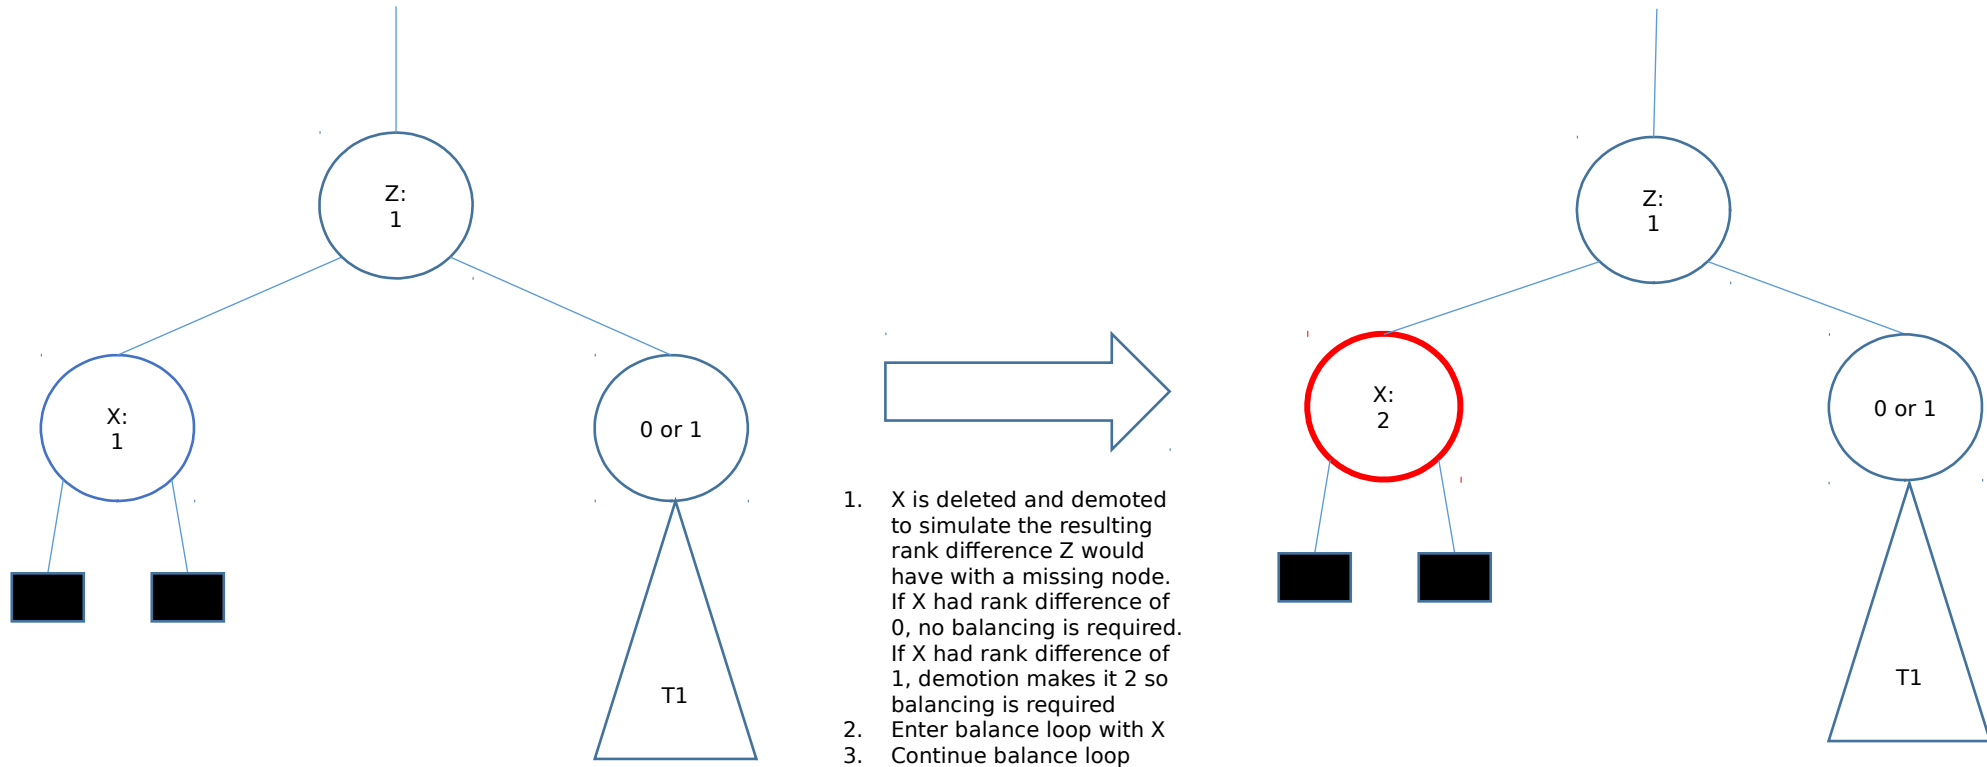 Z:
1
X:
1
0 or 1
T1
1. X is deleted and demoted
to simulate the resulting
rank difference Z would
have with a missing node.
If X had rank difference of
0, no balancing is required.
If X had rank difference of
1, demotion makes it 2 so
balancing is required
2. Enter balance loop with X
3. Continue balance loop
Z:
1
X:
2
0 or 1
T1